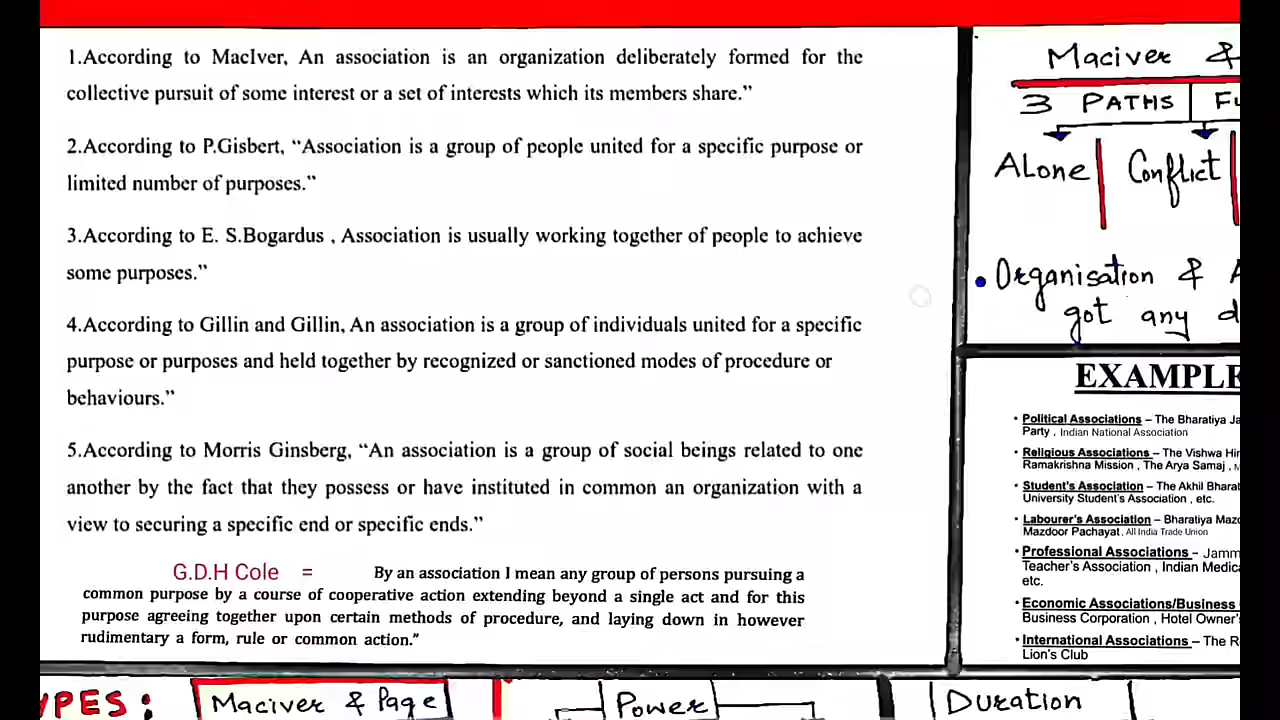 1.According to MacIver, An association is an organization deliberately formed for the
collective pursuit of some interest or a set of interests which its members share.”
2.According to P.Gisbert, “Association is a group of people united for a specific purpose or
limited number of purposes.”
3.According to E. S.Bogardus , Association is usually working together of people to achieve
some purposes.”
4.According to Gillin and Gillin, An association is a group of individuals united for a specific
purpose or purposes and held together by recognized or sanctioned modes of procedure or
behaviours.”
5.According to Morris Ginsberg, “An association is a group of social beings related to one
another by the fact that they possess or have instituted in common an organization with a
view to securing a specific end or specific ends.”
G.D.H Cole = By an association I mean any group of persons pursuing a
common purpose by a course of cooperative action extending beyond a single act and for this
purpose agreeing together upon certain methods of procedure, and laying down in however
rudimentary a form, rule or common action.”
Maciver &
3 PATHS
Alone Conflict
• Organisation &
got any
EXAMPLE
• Political Associations – The Bharatiya
Party , Indian National Association
• Religious Associations – The Vishwa
Ramakrishna Mission , The Arya Samaj ,
• Student's Association – The Akhil
University Student's Association , etc.
• Labourer's Association – Bharatiya
Mazdoor Pachayat, All India Trade Union
• Professional Associations –
Teacher's Association , Indian
etc.
• Economic Associations/Business
Business Corporation , Hotel
• International Associations – The
Lion's Club
YPES: Maciver & Page Power Duration